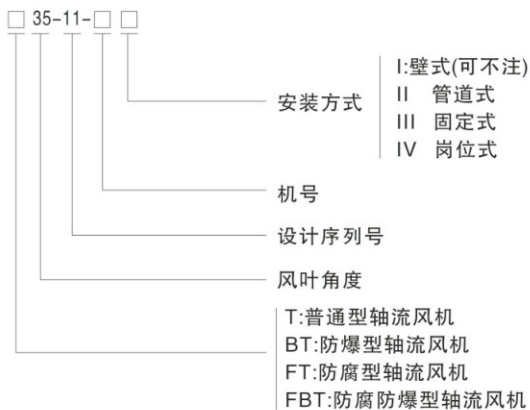 □ 35-11-□ □
I:壁式(可不注)
II 管道式
安装方式
III 固定式
IV 岗位式
机号
设计序列号
风叶角度
T:普通型轴流风机
BT:防爆型轴流风机
FT:防腐型轴流风机
FBT:防腐防爆型轴流风机